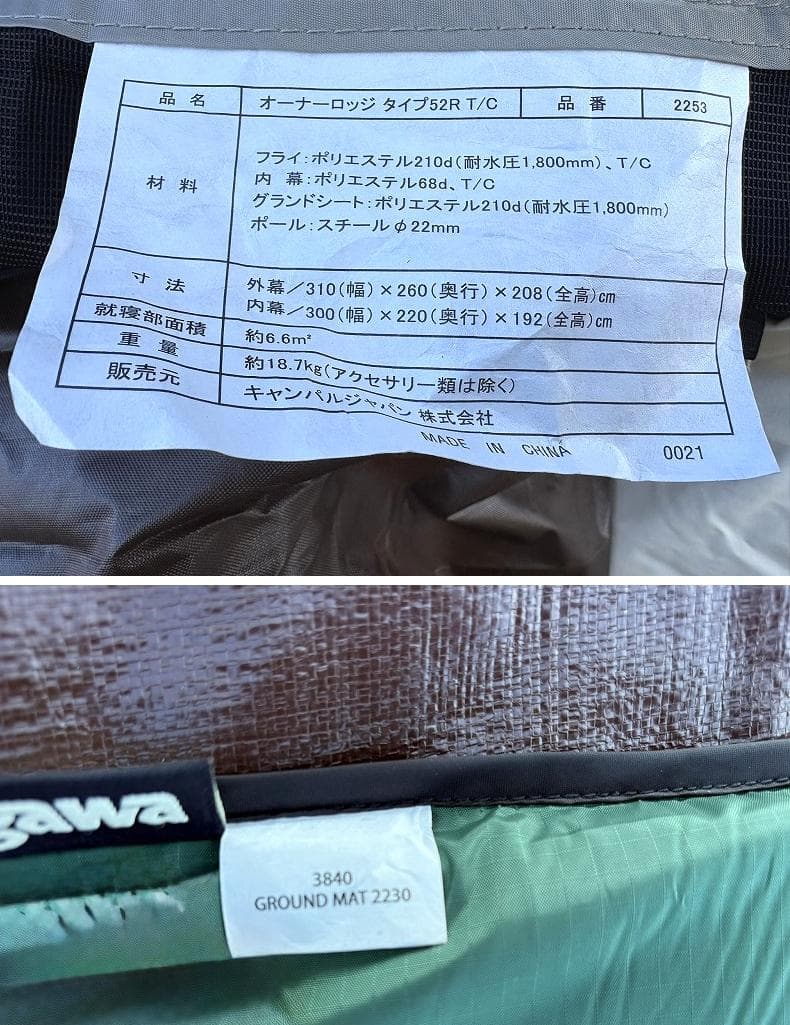 品名 オーナーロッジ タイプ52R T/C 品番 2253
材料 フライ:ポリエステル210d(耐水圧1,800mm)、T/C
内幕:ポリエステル68d、T/C
グランドシート:ポリエステル210d(耐水圧1,800mm)
ポール:スチールφ22mm
寸法 外幕/310(幅)×260(奥行)×208(全高)cm
内幕/300(幅)×220(奥行)×192(全高)cm
就寝部面積 約6.6m²
重量 約18.7kg(アクセサリー類は除く)
販売元 キャンパルジャパン 株式会社
MADE IN CHINA 0021
gawa
3840
GROUND MAT 2230